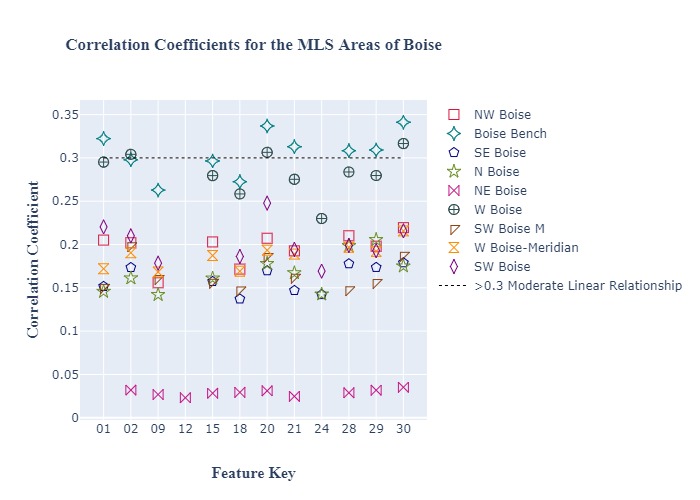 Correlation Coefficients for the MLS Areas of Boise
Correlation Coefficient
0.35
0.3
0.25
0.2
0.15
0.1
0.05
0
01 02 09 12 15 18 20 21 24 28 29 30
Feature Key
NW Boise
Boise Bench
SE Boise
N Boise
NE Boise
W Boise
SW Boise M
W Boise-Meridian
SW Boise
>0.3 Moderate Linear Relationship